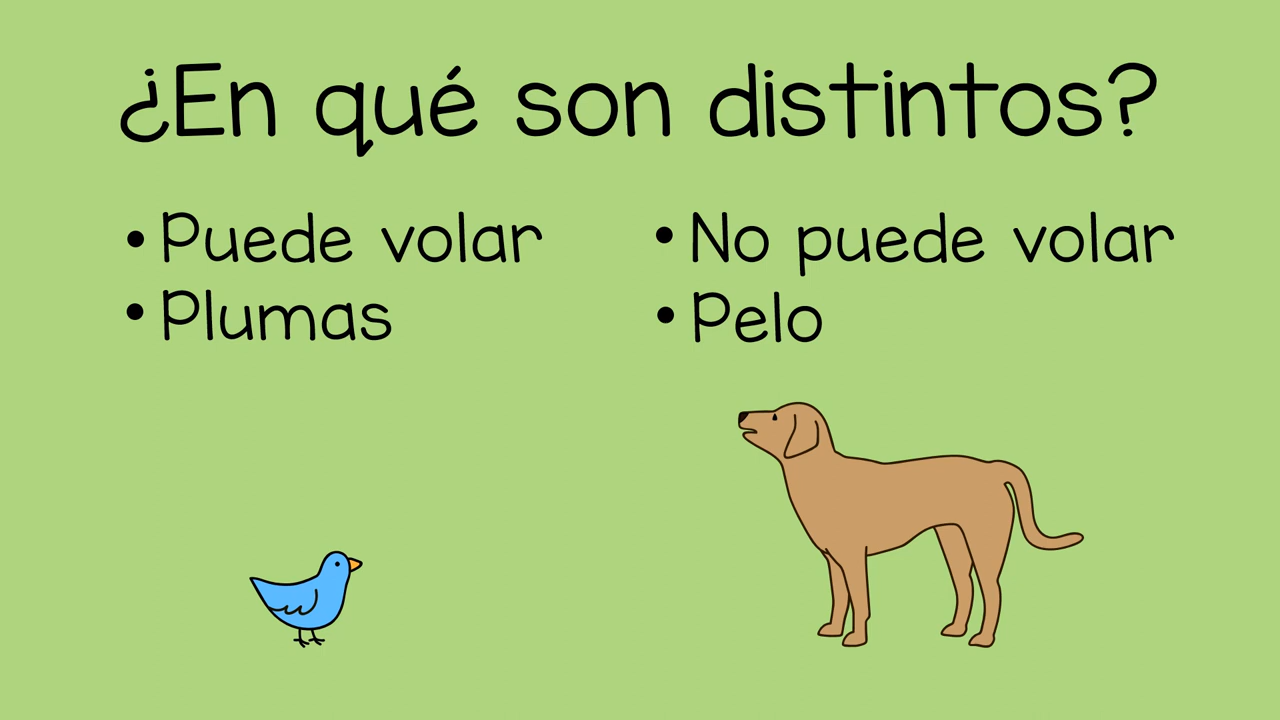 ¿En qué son distintos?
• Puede volar
• Plumas
• No puede volar
• Pelo